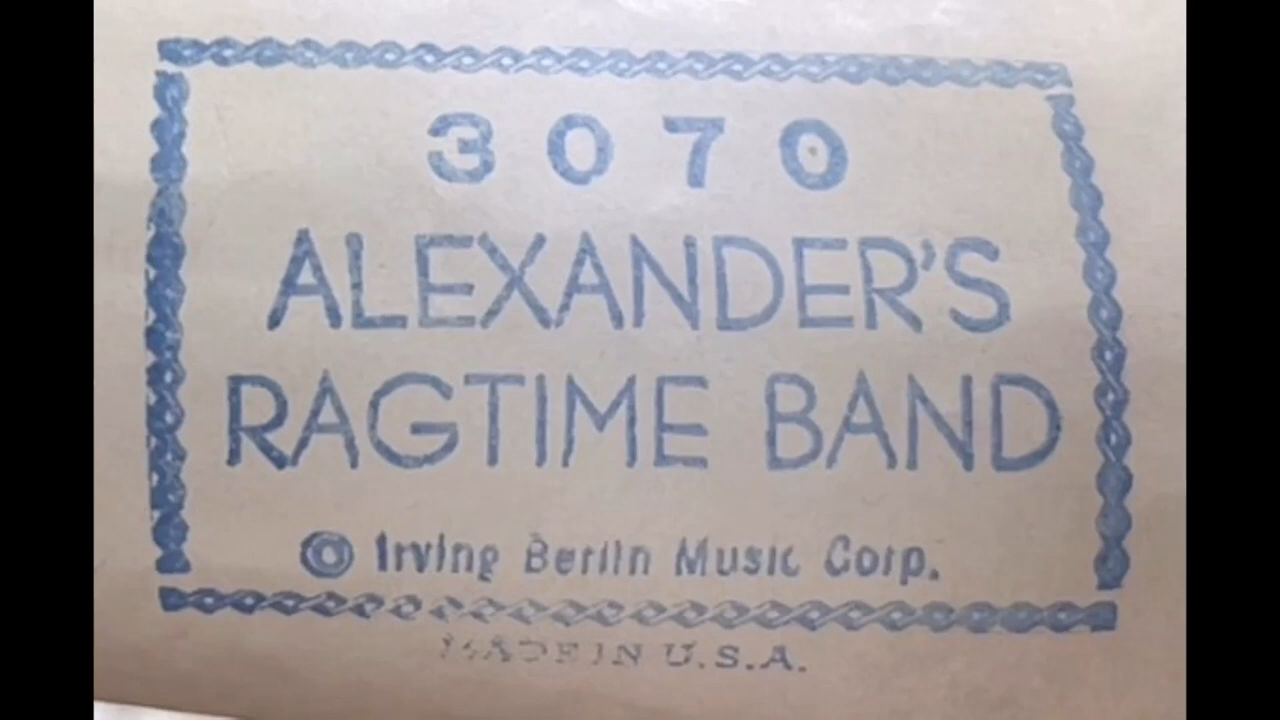 3070
ALEXANDER'S
RAGTIME BAND
© Irving Berlin Music Corp.
MADE IN U.S.A.